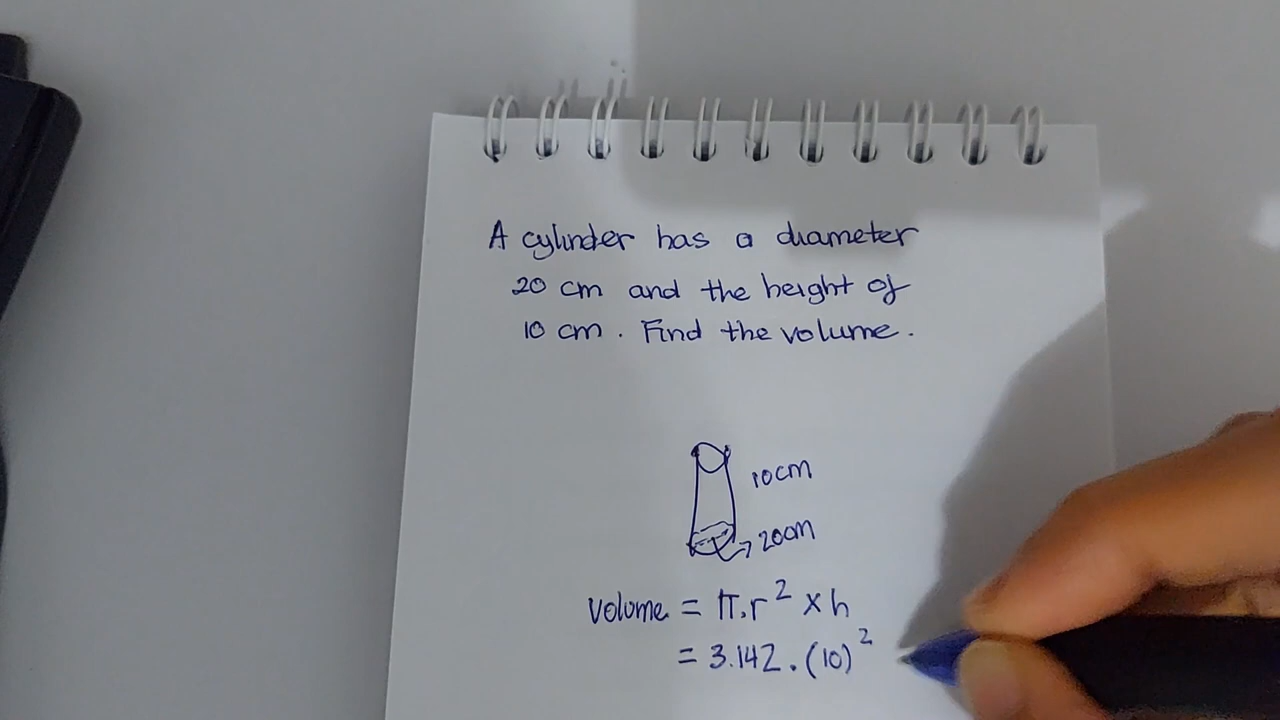 A cylinder has a diameter
20 cm and the height of
10 cm. Find the volume.
10cm
20cm
Volume = π.r² × h
= 3.142 . (10)²